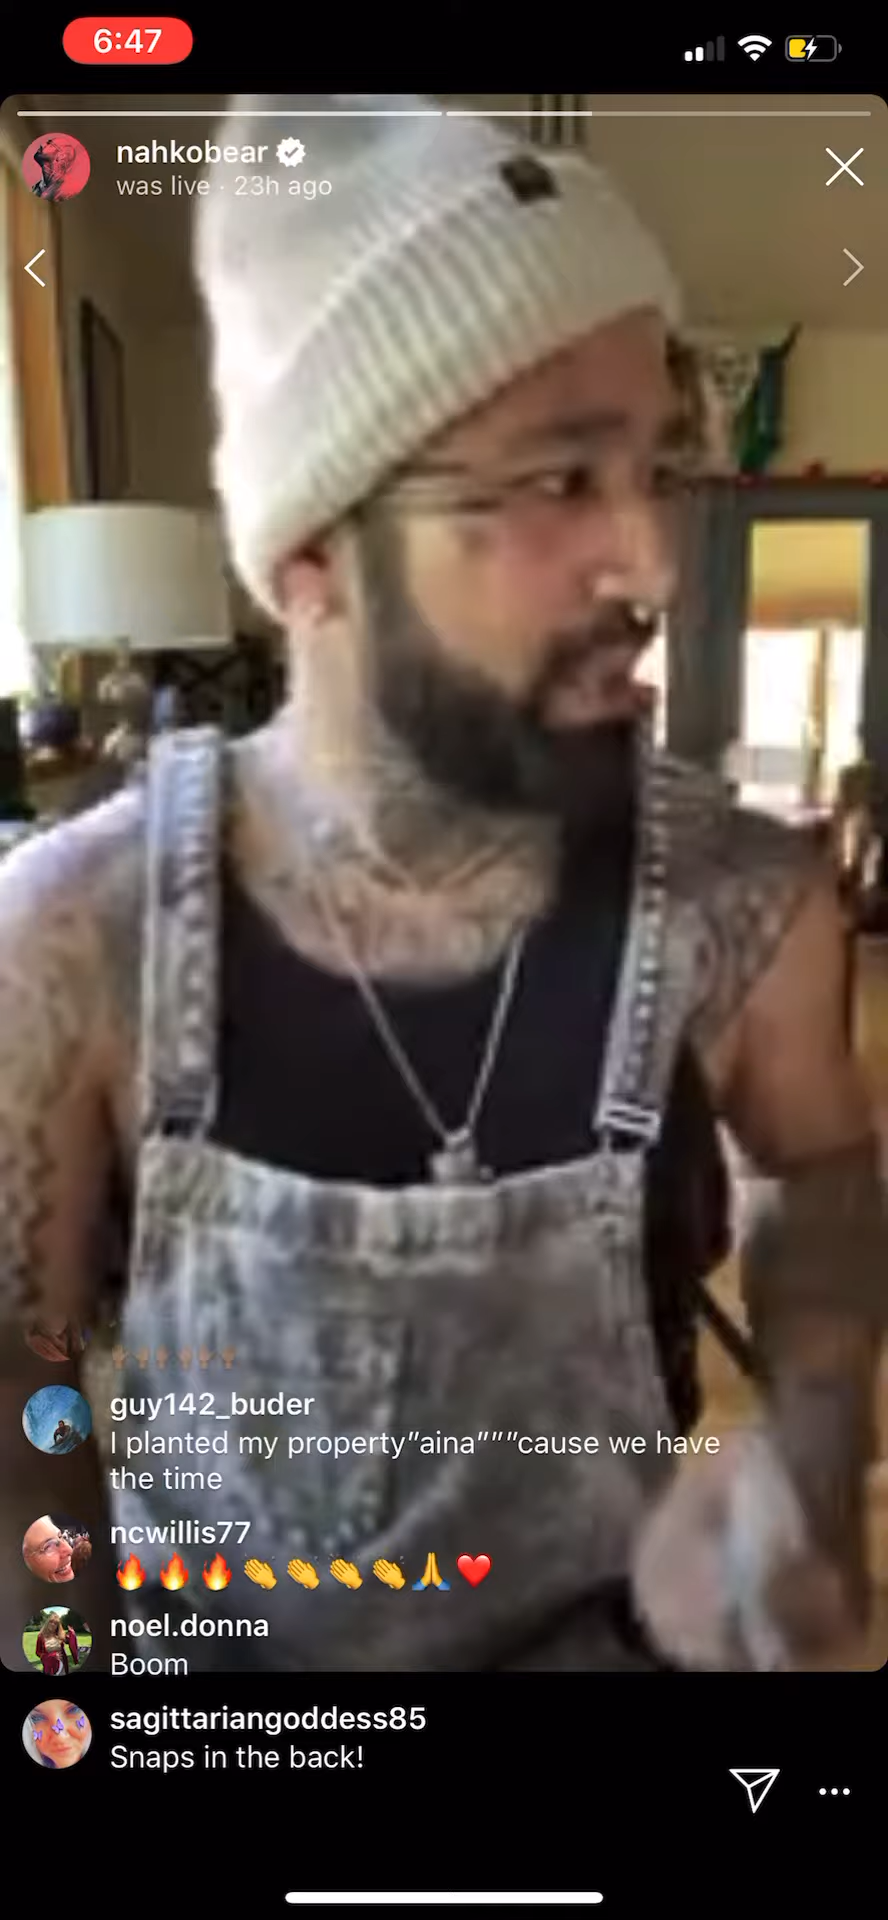 6:47
nahkobear
was live · 23h ago
guy142_buder
I planted my property"aina"""cause we have
the time
ncwillis77
🔥🔥🔥👏👏👏👏🙏❤️
noel.donna
Boom
sagittariangoddess85
Snaps in the back!